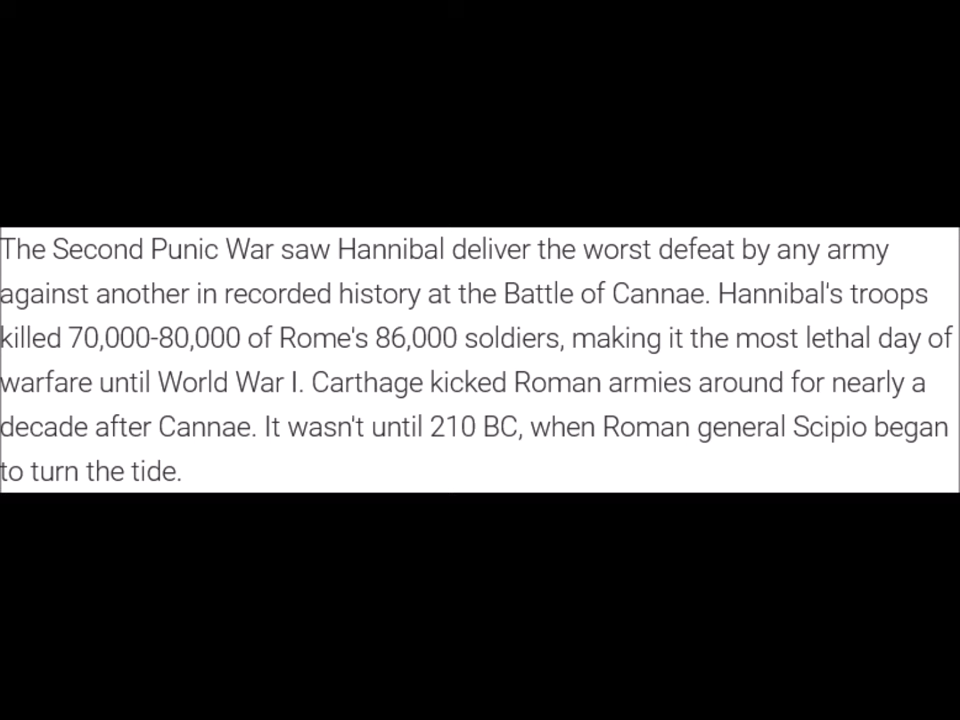 The Second Punic War saw Hannibal deliver the worst defeat by any army
against another in recorded history at the Battle of Cannae. Hannibal's troops
killed 70,000-80,000 of Rome's 86,000 soldiers, making it the most lethal day of
warfare until World War I. Carthage kicked Roman armies around for nearly a
decade after Cannae. It wasn't until 210 BC, when Roman general Scipio began
to turn the tide.